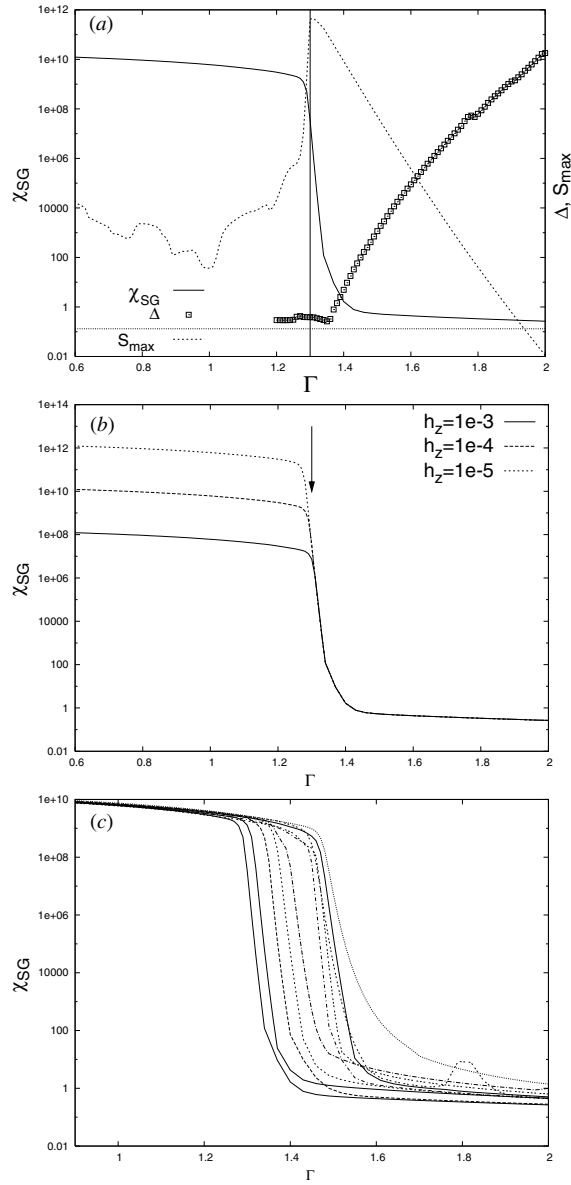 (a)
1e+12
1e+10
1e+08
1e+06
10000
100
1
0.01
χSG
Δ, Smax
χSG
Δ
Smax
0.6 0.8 1 1.2 1.4 1.6 1.8 2
Γ
(b)
1e+14
1e+12
1e+10
1e+08
1e+06
10000
100
1
0.01
χSG
hz=1e-3
hz=1e-4
hz=1e-5
0.6 0.8 1 1.2 1.4 1.6 1.8 2
Γ
(c)
1e+10
1e+08
1e+06
10000
100
1
0.01
χSG
1 1.2 1.4 1.6 1.8 2
Γ